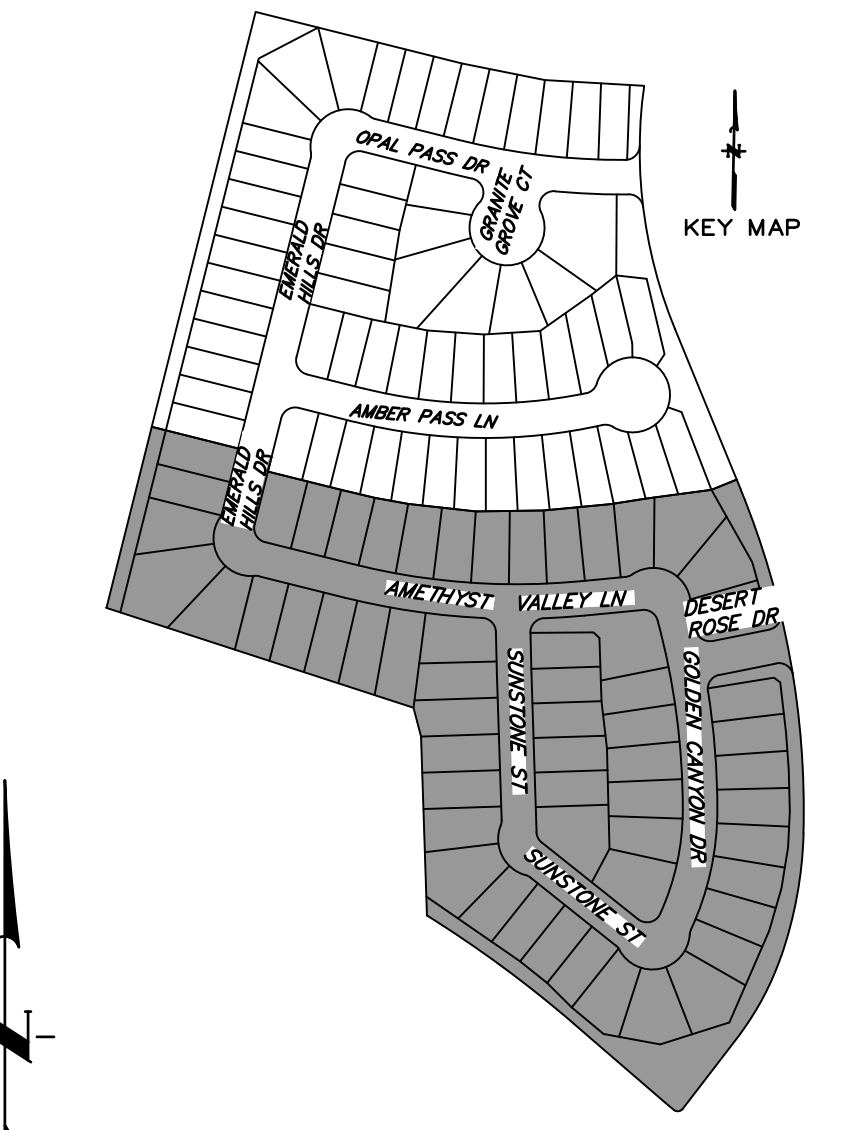 OPAL PASS DR
GRANITE
GROVE CT
N
KEY MAP
EMERALD
HILLS DR
AMBER PASS LN
EMERALD
HILLS DR
AMETHYST VALLEY LN
DESERT
ROSE DR
SUNSTONE ST
GOLDEN CANYON DR
SUNSTONE ST
N